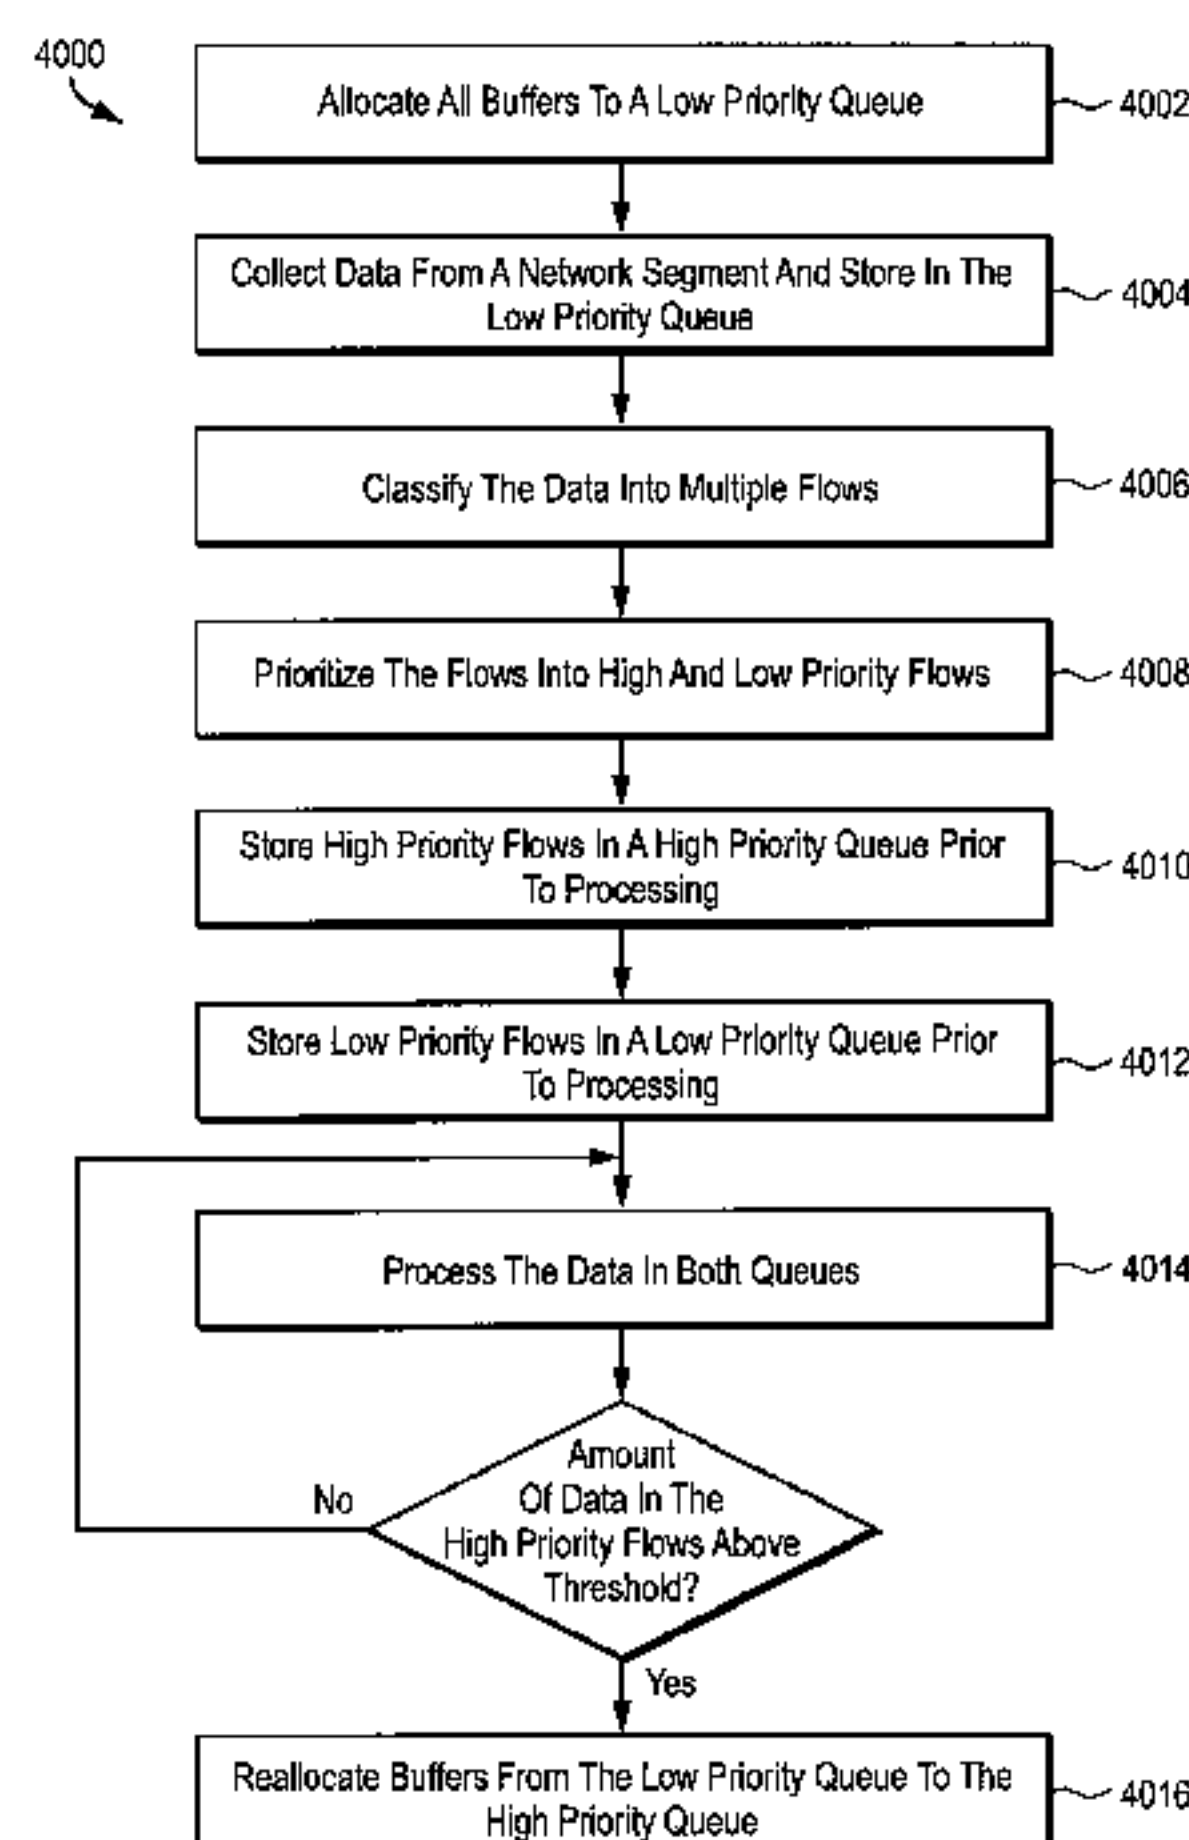 4000
Allocate All Buffers To A Low Priority Queue
4002
Collect Data From A Network Segment And Store In The
Low Priority Queue
4004
Classify The Data Into Multiple Flows
4006
Prioritize The Flows Into High And Low Priority Flows
4008
Store High Priority Flows In A High Priority Queue Prior
To Processing
4010
Store Low Priority Flows In A Low Priority Queue Prior
To Processing
4012
Process The Data In Both Queues
4014
Amount
Of Data In The
High Priority Flows Above
Threshold?
No
Yes
Reallocate Buffers From The Low Priority Queue To The
High Priority Queue
4016